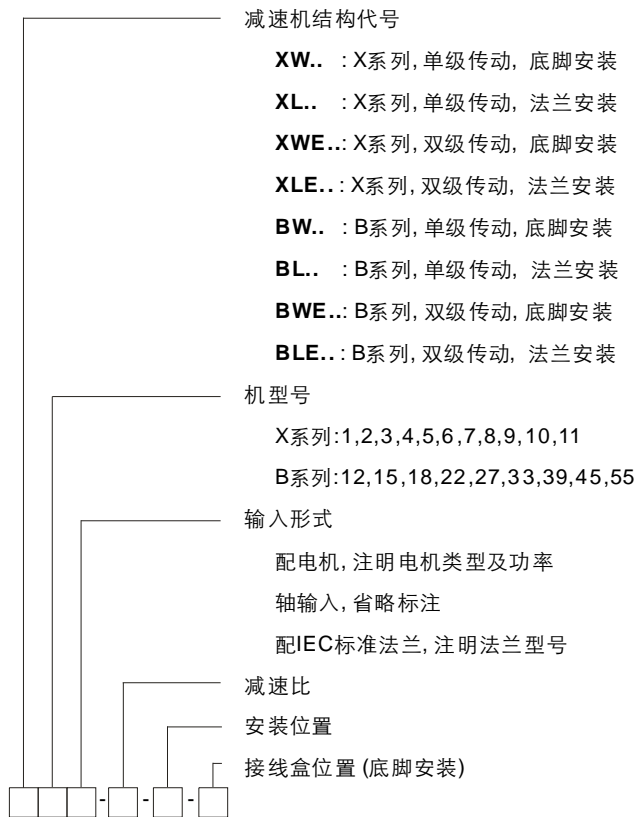 减速机结构代号
XW.. : X系列, 单级传动, 底脚安装
XL.. : X系列, 单级传动, 法兰安装
XWE..: X系列, 双级传动, 底脚安装
XLE..: X系列, 双级传动, 法兰安装
BW.. : B系列, 单级传动, 底脚安装
BL.. : B系列, 单级传动, 法兰安装
BWE..: B系列, 双级传动, 底脚安装
BLE..: B系列, 双级传动, 法兰安装
机型号
X系列:1,2,3,4,5,6,7,8,9,10,11
B系列:12,15,18,22,27,33,39,45,55
输入形式
配电机, 注明电机类型及功率
轴输入, 省略标注
配IEC标准法兰, 注明法兰型号
减速比
安装位置
接线盒位置 (底脚安装)
- - -